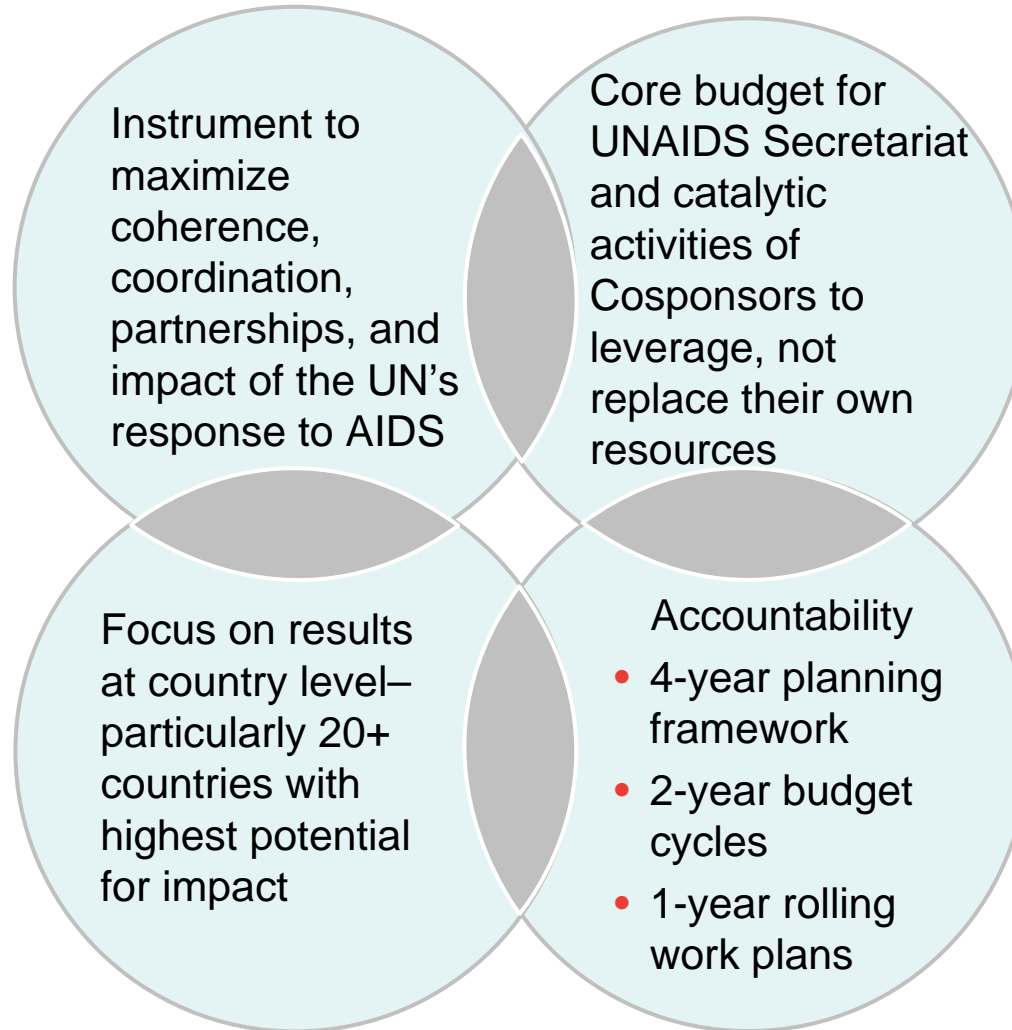 Instrument to
maximize
coherence,
coordination,
partnerships, and
impact of the UN’s
response to AIDS
Core budget for
UNAIDS Secretariat
and catalytic
activities of
Cosponsors to
leverage, not
replace their own
resources
Focus on results
at country level–
particularly 20+
countries with
highest potential
for impact
Accountability
• 4-year planning
framework
• 2-year budget
cycles
• 1-year rolling
work plans